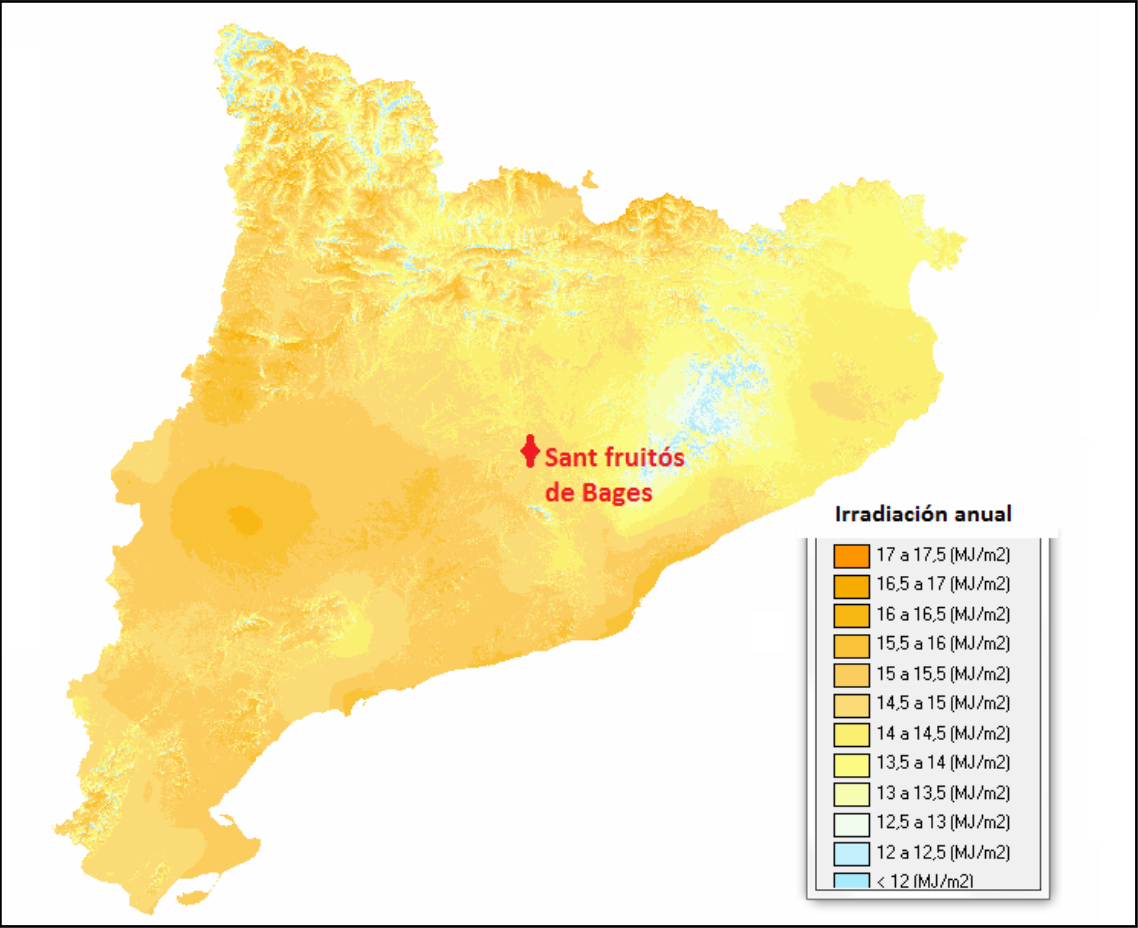 Sant fruitós
de Bages
Irradiación anual
17 a 17,5 (MJ/m2)
16,5 a 17 (MJ/m2)
16 a 16,5 (MJ/m2)
15,5 a 16 (MJ/m2)
15 a 15,5 (MJ/m2)
14,5 a 15 (MJ/m2)
14 a 14,5 (MJ/m2)
13,5 a 14 (MJ/m2)
13 a 13,5 (MJ/m2)
12,5 a 13 (MJ/m2)
12 a 12,5 (MJ/m2)
< 12 (MJ/m2)